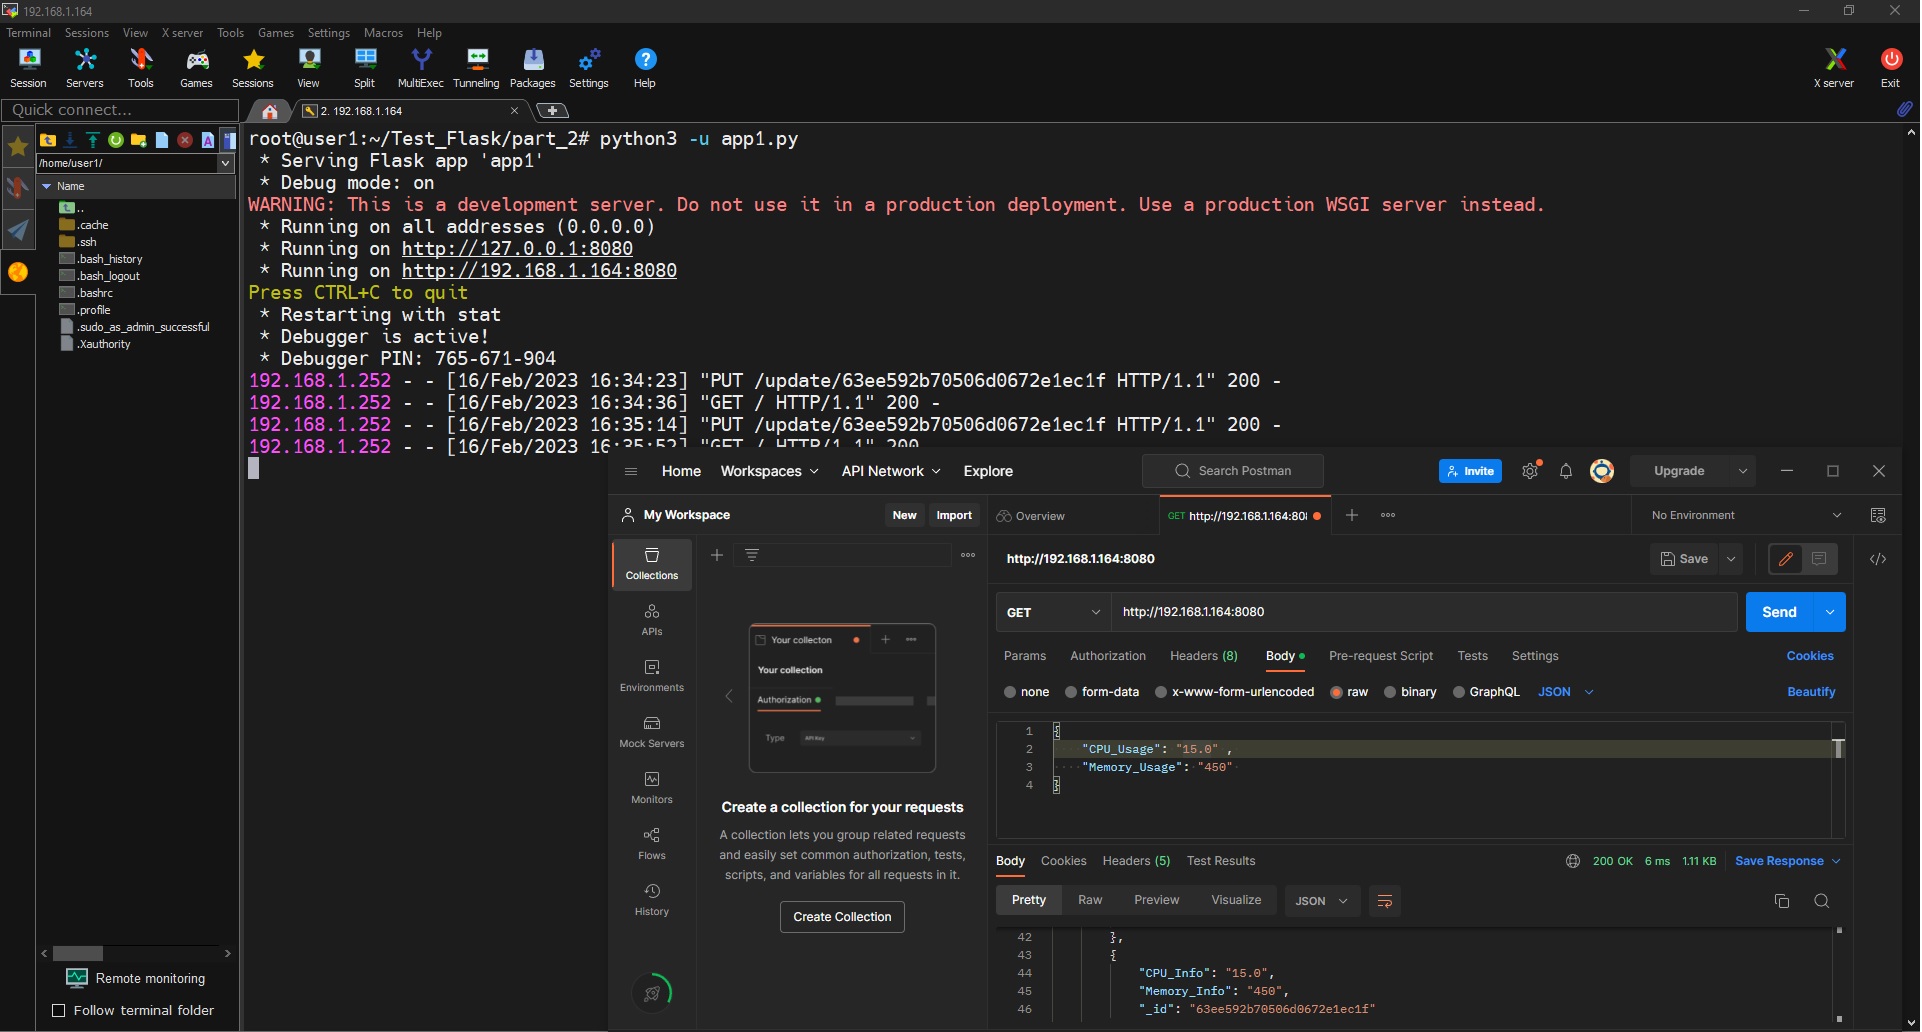 192.168.1.164
Terminal Sessions View X server Tools Games Settings Macros Help
Session Servers Tools Games Sessions View Split MultiExec Tunneling Packages Settings Help X server Exit
Quick connect...
2. 192.168.1.164
/home/user1/
Name
..
.cache
.ssh
.bash_history
.bash_logout
.bashrc
.profile
.sudo_as_admin_successful
.Xauthority
Remote monitoring
Follow terminal folder
root@user1:~/Test_Flask/part_2# python3 -u app1.py
* Serving Flask app 'app1'
* Debug mode: on
WARNING: This is a development server. Do not use it in a production deployment. Use a production WSGI server instead.
* Running on all addresses (0.0.0.0)
* Running on http://127.0.0.1:8080
* Running on http://192.168.1.164:8080
Press CTRL+C to quit
* Restarting with stat
* Debugger is active!
* Debugger PIN: 765-671-904
192.168.1.252 - - [16/Feb/2023 16:34:23] "PUT /update/63ee592b70506d0672e1ec1f HTTP/1.1" 200 -
192.168.1.252 - - [16/Feb/2023 16:34:36] "GET / HTTP/1.1" 200 -
192.168.1.252 - - [16/Feb/2023 16:35:14] "PUT /update/63ee592b70506d0672e1ec1f HTTP/1.1" 200 -
192.168.1.252 - - [16/Feb/2023 16:35:52] "GET / HTTP/1.1" 200
Home Workspaces API Network Explore Search Postman Invite Upgrade
My Workspace New Import
Overview GET http://192.168.1.164:80 No Environment
Collections
APIs
Environments
Mock Servers
Monitors
Flows
History
Your collecton
Your collection
Authorization
Type API Key
Create a collection for your requests
A collection lets you group related requests
and easily set common authorization, tests,
scripts, and variables for all requests in it.
Create Collection
http://192.168.1.164:8080 Save
GET http://192.168.1.164:8080 Send
Params Authorization Headers (8) Body Pre-request Script Tests Settings Cookies
none form-data x-www-form-urlencoded raw binary GraphQL JSON Beautify
1 {
2 "CPU_Usage": "15.0" ,
3 "Memory_Usage": "450"
4 }
Body Cookies Headers (5) Test Results 200 OK 6 ms 1.11 KB Save Response
Pretty Raw Preview Visualize JSON
42 },
43 {
44 "CPU_Info": "15.0",
45 "Memory_Info": "450",
46 "_id": "63ee592b70506d0672e1ec1f"